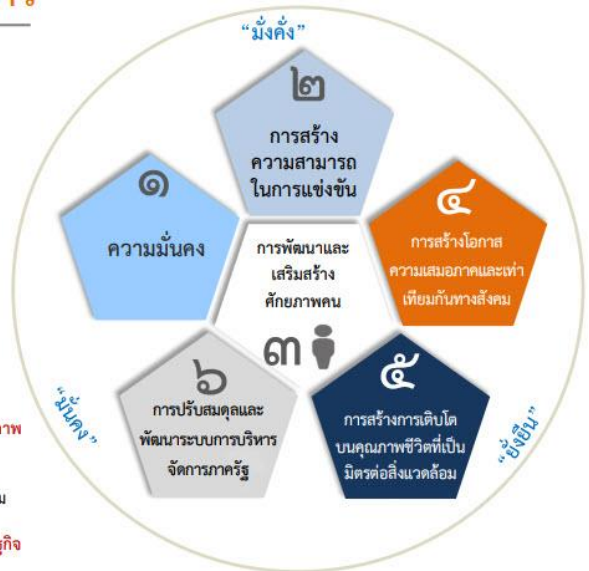 "มั่งคั่ง"
๒
การสร้าง
ความสามารถ
ในการแข่งขัน
๑
ความมั่นคง
๔
การสร้างโอกาส
ความเสมอภาคและเท่า
เทียมกันทางสังคม
การพัฒนาและ
เสริมสร้าง
ศักยภาพคน
๓
๖
การปรับสมดุลและ
พัฒนาระบบการบริหาร
จัดการภาครัฐ
๕
การสร้างการเติบโต
บนคุณภาพชีวิตที่เป็น
มิตรต่อสิ่งแวดล้อม
"มั่นคง"
"ยั่งยืน"